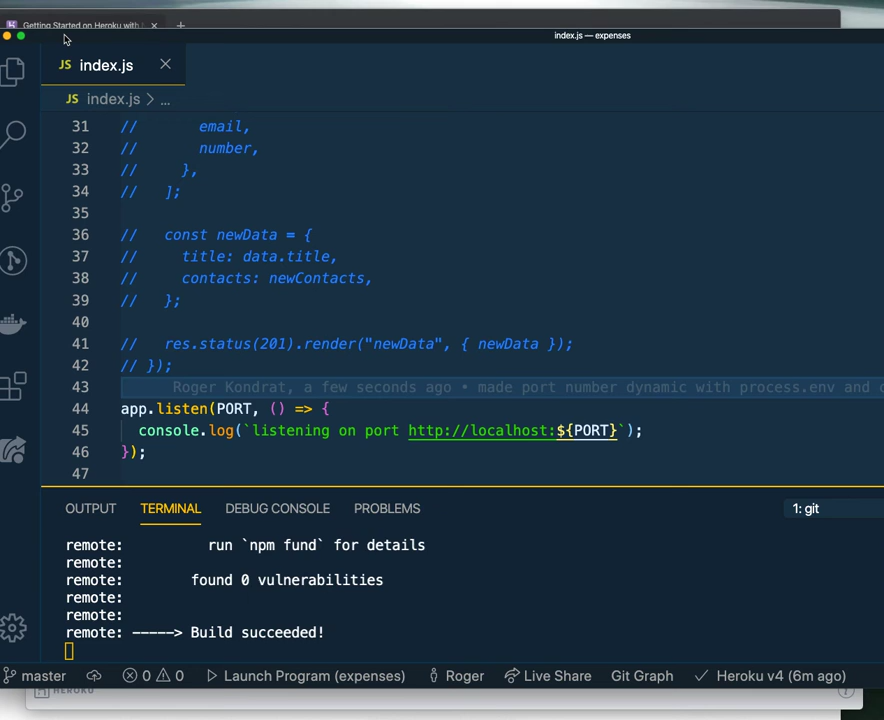 Getting Started on Heroku with
index.js — expenses
JS index.js
JS index.js > ...
31 // email,
32 // number,
33 // },
34 // ];
35
36 // const newData = {
37 // title: data.title,
38 // contacts: newContacts,
39 // };
40
41 // res.status(201).render("newData", { newData });
42 // });
43 Roger Kondrat, a few seconds ago • made port number dynamic with process.env and
44 app.listen(PORT, () => {
45 console.log(`listening on port http://localhost:${PORT}`);
46 });
47
OUTPUT TERMINAL DEBUG CONSOLE PROBLEMS 1: git
remote: run `npm fund` for details
remote:
remote: found 0 vulnerabilities
remote:
remote:
remote: -----> Build succeeded!
master 0 0 Launch Program (expenses) Roger Live Share Git Graph Heroku v4 (6m ago)
HEROKU